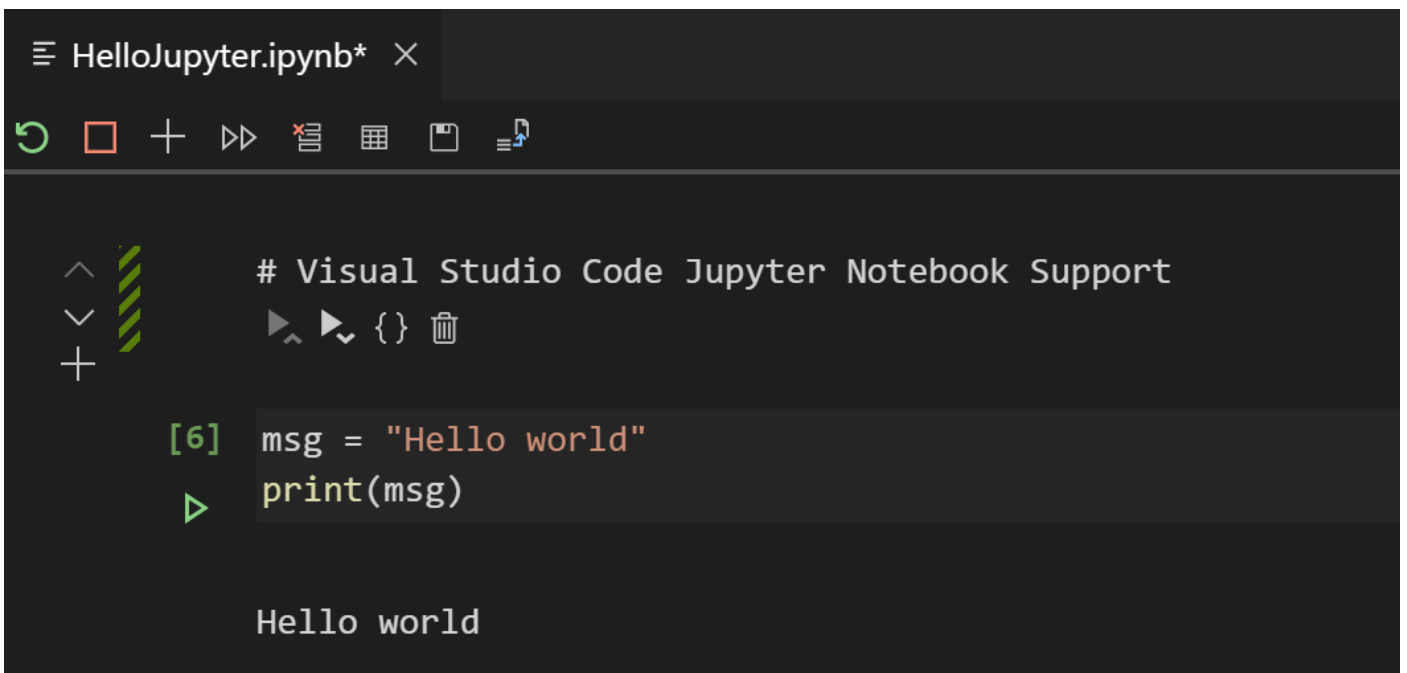 HelloJupyter.ipynb*
# Visual Studio Code Jupyter Notebook Support
{}
[6] msg = "Hello world"
print(msg)
Hello world